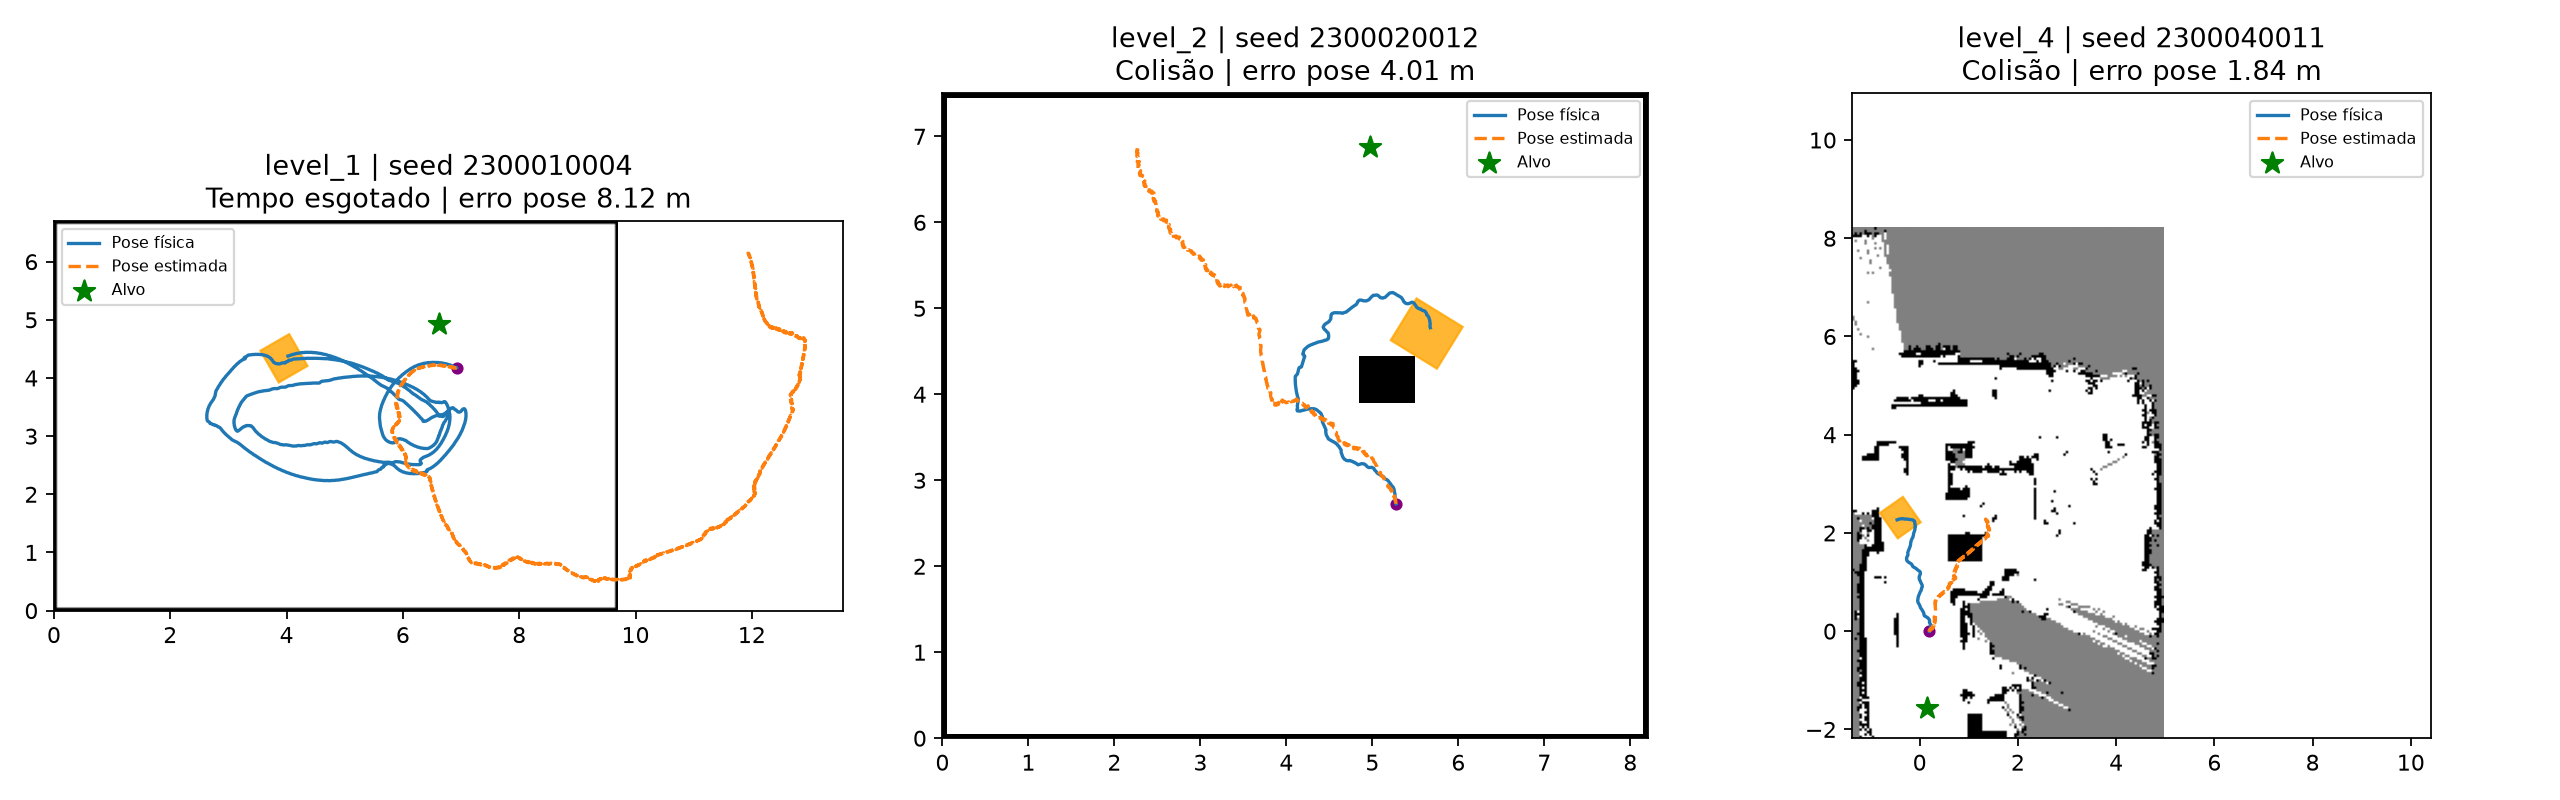 level_1 | seed 2300010004
Tempo esgotado | erro pose 8.12 m
Pose física
Pose estimada
Alvo
6
5
4
3
2
1
0
0 2 4 6 8 10 12
level_2 | seed 2300020012
Colisão | erro pose 4.01 m
Pose física
Pose estimada
Alvo
7
6
5
4
3
2
1
0
0 1 2 3 4 5 6 7 8
level_4 | seed 2300040011
Colisão | erro pose 1.84 m
Pose física
Pose estimada
Alvo
10
8
6
4
2
0
−2
0 2 4 6 8 10